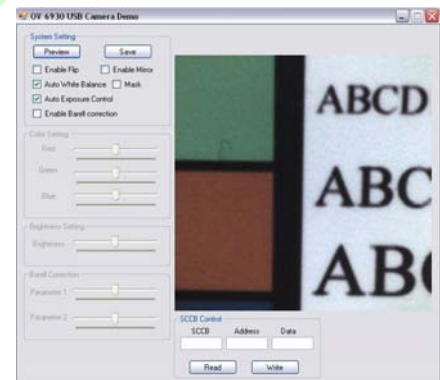 OV 6930 USB Camera Demo
System Setting
Preview Save
Enable Flip Enable Mirror
Auto White Balance Mask
Auto Exposure Control
Enable Barell correction
Color Setting
Red
Green
Blue
Brightness Setting
Brightness
Barell Correction
Parameter 1
Parameter 2
ABCD
ABC
AB
SCCB Control
SCCB Address Data
Read Write